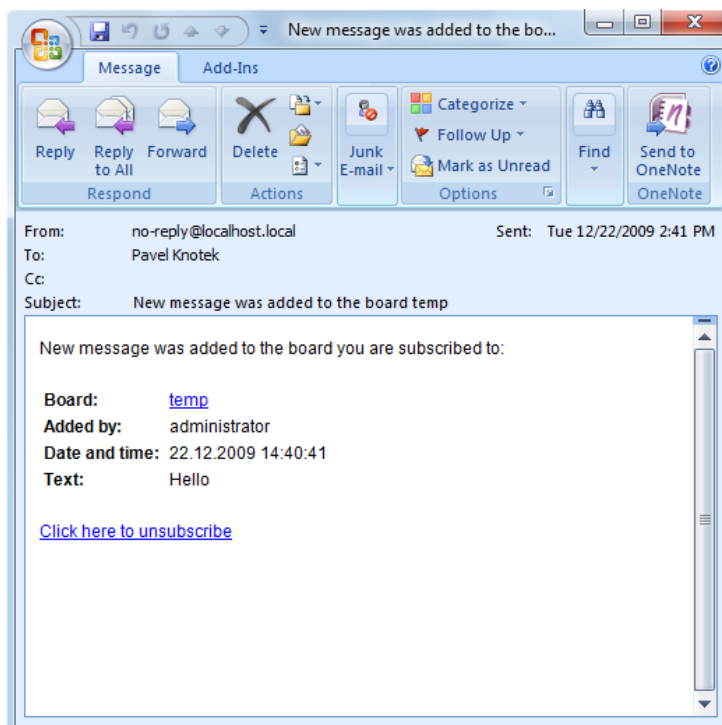 New message was added to the bo...
Message Add-Ins
Reply Reply to All Forward Delete Junk E-mail Categorize Follow Up Mark as Unread Find Send to OneNote
Respond Actions Options OneNote
From: no-reply@localhost.local Sent: Tue 12/22/2009 2:41 PM
To: Pavel Knotek
Cc:
Subject: New message was added to the board temp
New message was added to the board you are subscribed to:
Board: temp
Added by: administrator
Date and time: 22.12.2009 14:40:41
Text: Hello
Click here to unsubscribe